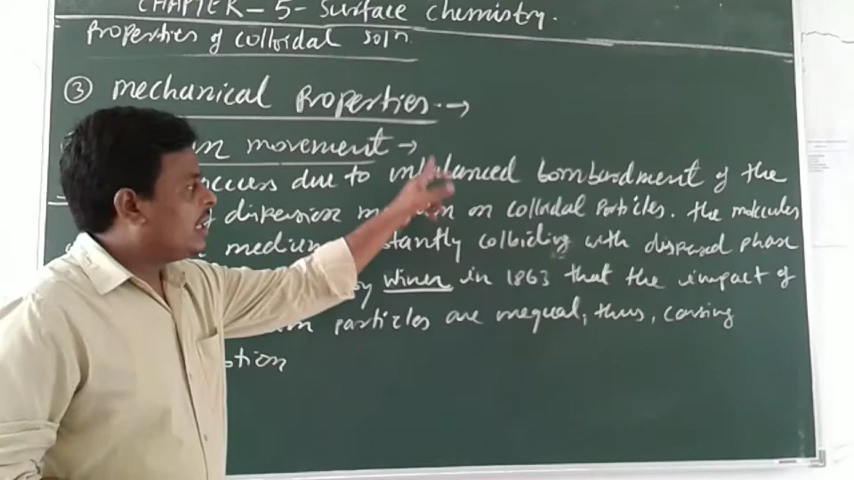 CHAPTER - 5 - Surface chemistry.
Properties of colloidal soln.
③ mechanical Properties :→
movement →
occurs due to unbalanced bombardment of the
dispersion on colloidal Particles. the molecules
constantly colliding with dispersed phase
by Winer in 1863 that the impact of
particles are unequal, thus, causing